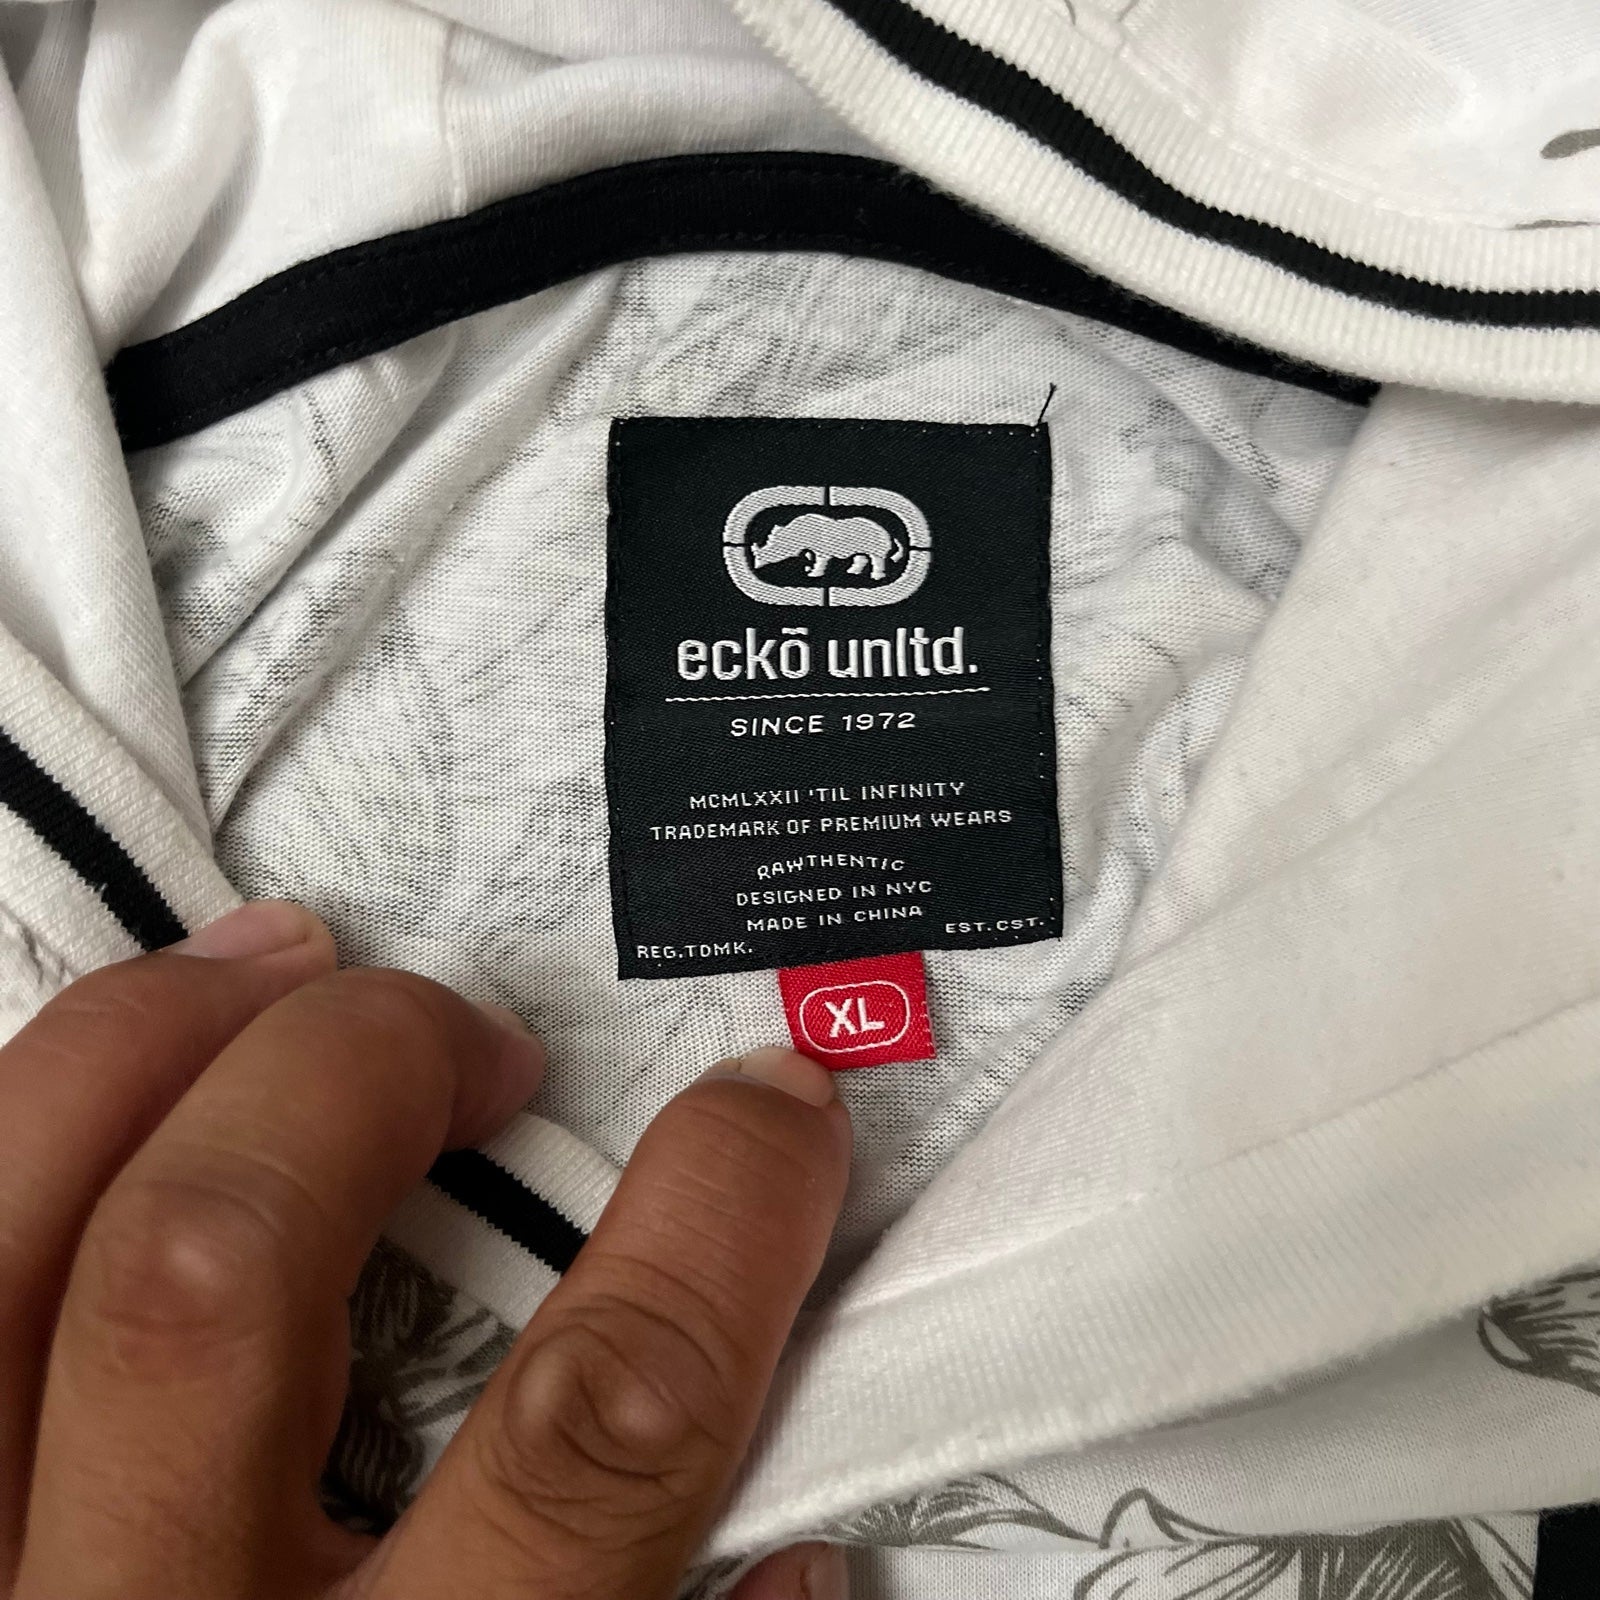 eckō unltd.
SINCE 1972
MCMLXXII 'TIL INFINITY
TRADEMARK OF PREMIUM WEARS
RAWTHENTIC
DESIGNED IN NYC
MADE IN CHINA
REG.TDMK. EST. CST.
XL